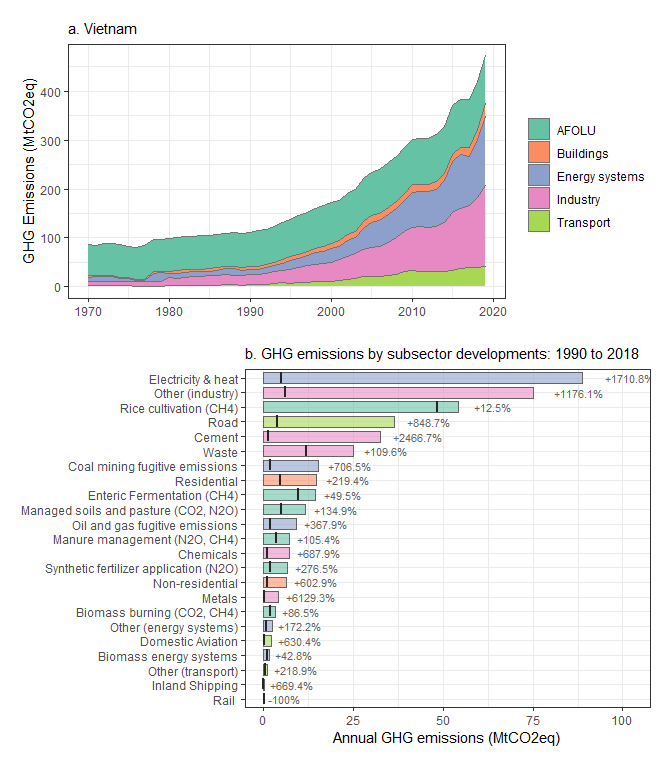 a. Vietnam
GHG Emissions (MtCO2eq)
400
300
200
100
0
1970 1980 1990 2000 2010 2020
AFOLU
Buildings
Energy systems
Industry
Transport
b. GHG emissions by subsector developments: 1990 to 2018
Electricity & heat +1710.8%
Other (industry) +1176.1%
Rice cultivation (CH4) +12.5%
Road +848.7%
Cement +2466.7%
Waste +109.6%
Coal mining fugitive emissions +706.5%
Residential +219.4%
Enteric Fermentation (CH4) +49.5%
Managed soils and pasture (CO2, N2O) +134.9%
Oil and gas fugitive emissions +367.9%
Manure management (N2O, CH4) +105.4%
Chemicals +687.9%
Synthetic fertilizer application (N2O) +276.5%
Non-residential +602.9%
Metals +6129.3%
Biomass burning (CO2, CH4) +86.5%
Other (energy systems) +172.2%
Domestic Aviation +630.4%
Biomass energy systems +42.8%
Other (transport) +218.9%
Inland Shipping +669.4%
Rail -100%
0 25 50 75 100
Annual GHG emissions (MtCO2eq)